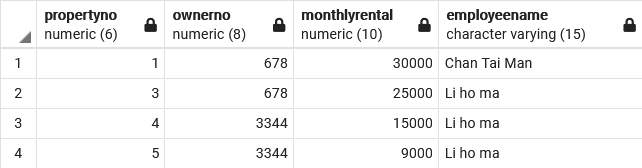 propertyno ownerno monthlyrental employeename
numeric (6) numeric (8) numeric (10) character varying (15)
1 1 678 30000 Chan Tai Man
2 3 678 25000 Li ho ma
3 4 3344 15000 Li ho ma
4 5 3344 9000 Li ho ma